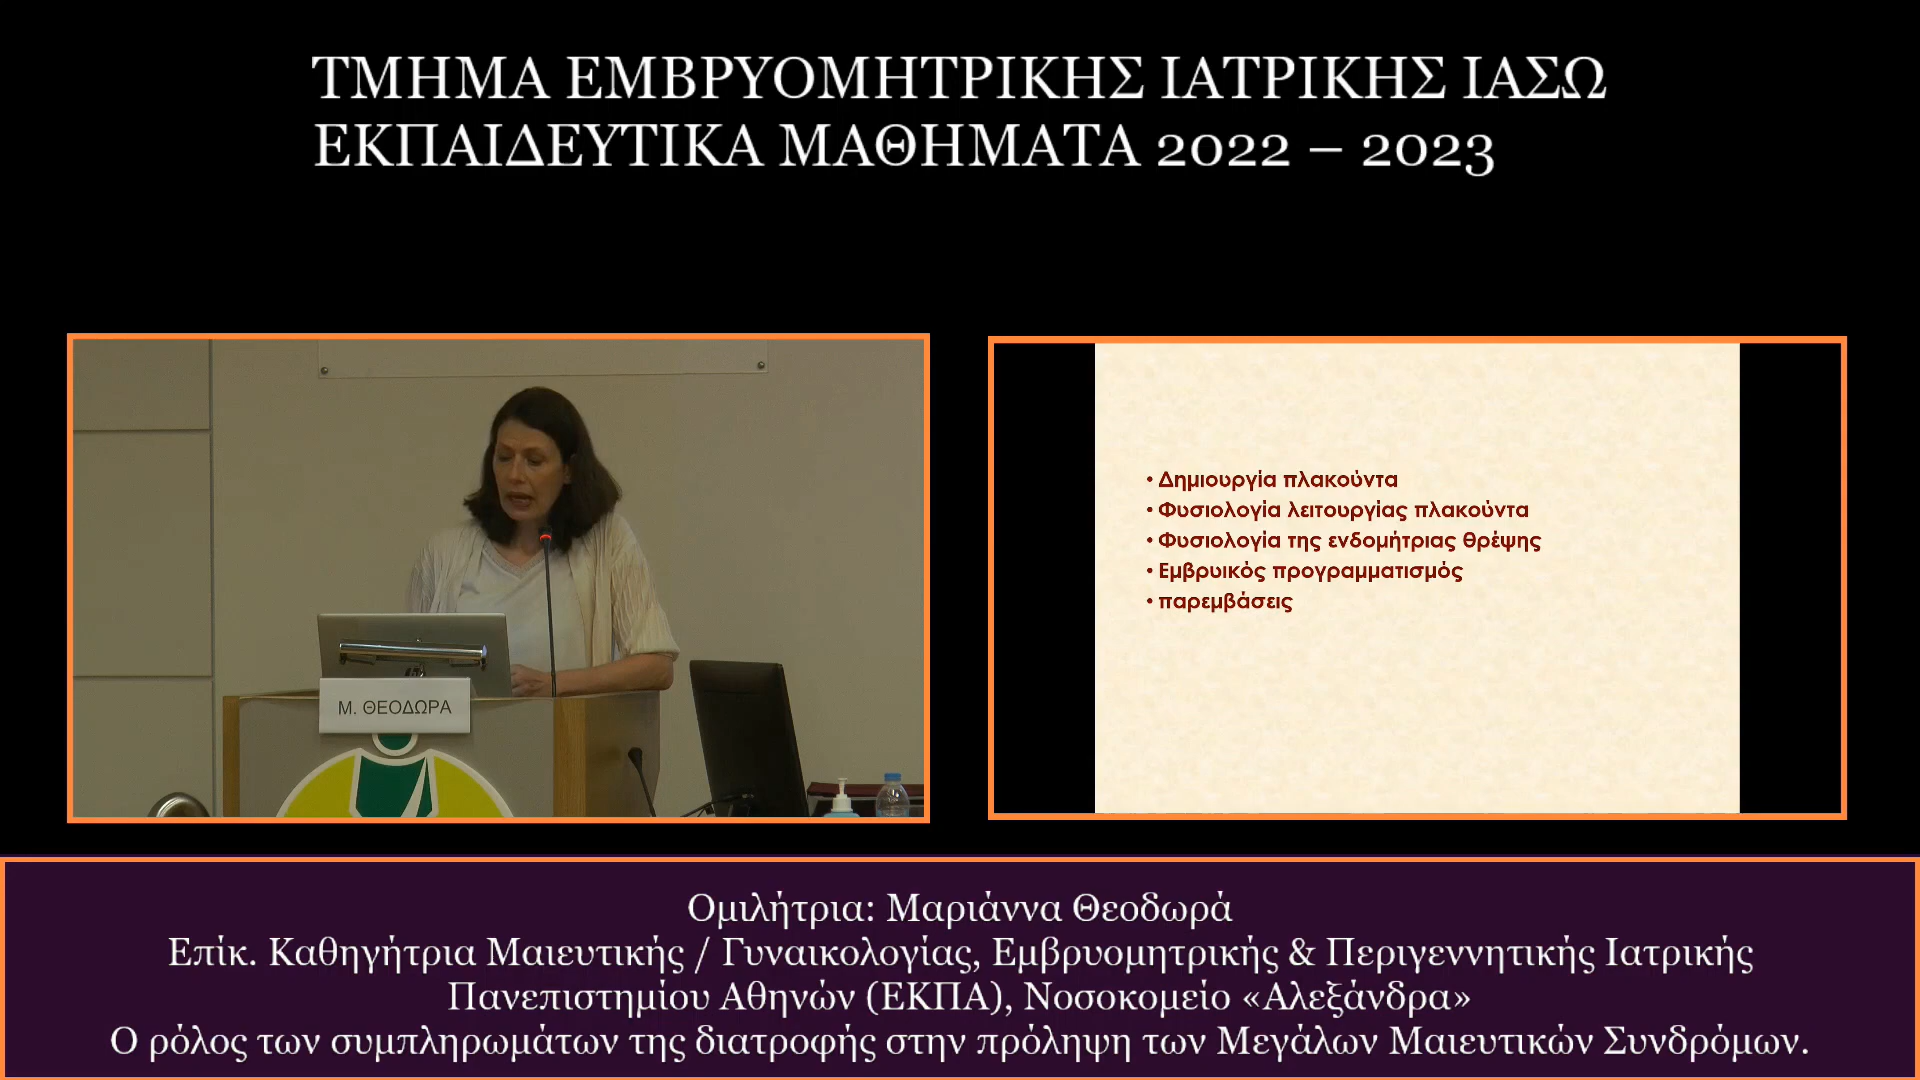 ΤΜΗΜΑ ΕΜΒΡΥΟΜΗΤΡΙΚΗΣ ΙΑΤΡΙΚΗΣ ΙΑΣΩ
ΕΚΠΑΙΔΕΥΤΙΚΑ ΜΑΘΗΜΑΤΑ 2022 – 2023
Μ. ΘΕΟΔΩΡΑ
• Δημιουργία πλακούντα
• Φυσιολογία λειτουργίας πλακούντα
• Φυσιολογία της ενδομήτριας θρέψης
• Εμβρυικός προγραμματισμός
• παρεμβάσεις
Ομιλήτρια: Μαριάννα Θεοδωρά
Επίκ. Καθηγήτρια Μαιευτικής / Γυναικολογίας, Εμβρυομητρικής & Περιγεννητικής Ιατρικής
Πανεπιστημίου Αθηνών (ΕΚΠΑ), Νοσοκομείο «Αλεξάνδρα»
Ο ρόλος των συμπληρωμάτων της διατροφής στην πρόληψη των Μεγάλων Μαιευτικών Συνδρόμων.